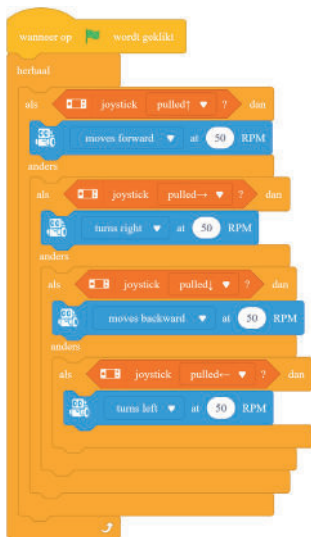 wanneer op wordt geklikt
herhaal
als joystick pulled↑ ? dan
moves forward at 50 RPM
anders
als joystick pulled→ ? dan
turns right at 50 RPM
anders
als joystick pulled↓ ? dan
moves backward at 50 RPM
anders
als joystick pulled← ? dan
turns left at 50 RPM